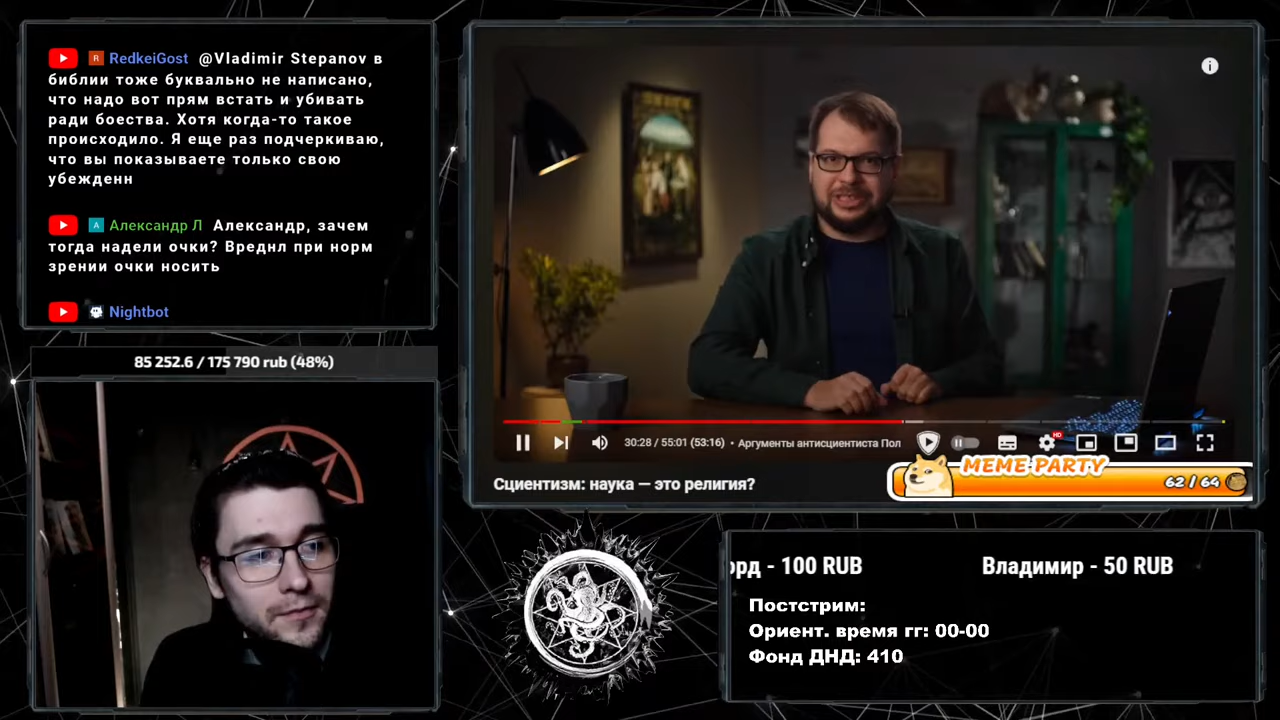 RedkeiGost @Vladimir Stepanov в
библии тоже буквально не написано,
что надо вот прям встать и убивать
ради боества. Хотя когда-то такое
происходило. Я еще раз подчеркиваю,
что вы показываете только свою
убежденн
Александр Л Александр, зачем
тогда надели очки? Вреднл при норм
зрении очки носить
Nightbot
85 252.6 / 175 790 rub (48%)
30:28 / 55:01 (53:16) • Аргументы антисциентиста Пол
HD
Сциентизм: наука — это религия?
MEME PARTY
62 / 64
орд - 100 RUB Владимир - 50 RUB
Постстрим:
Ориент. время гг: 00-00
Фонд ДНД: 410